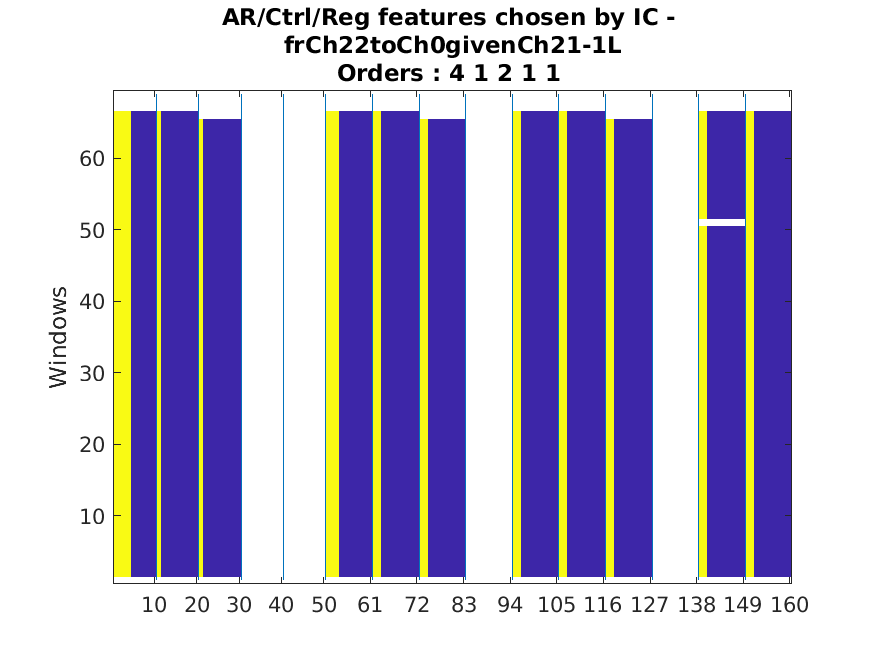 AR/Ctrl/Reg features chosen by IC -
frCh22toCh0givenCh21-1L
Orders : 4 1 2 1 1
Windows
60
50
40
30
20
10
10 20 30 40 50 61 72 83 94 105 116 127 138 149 160